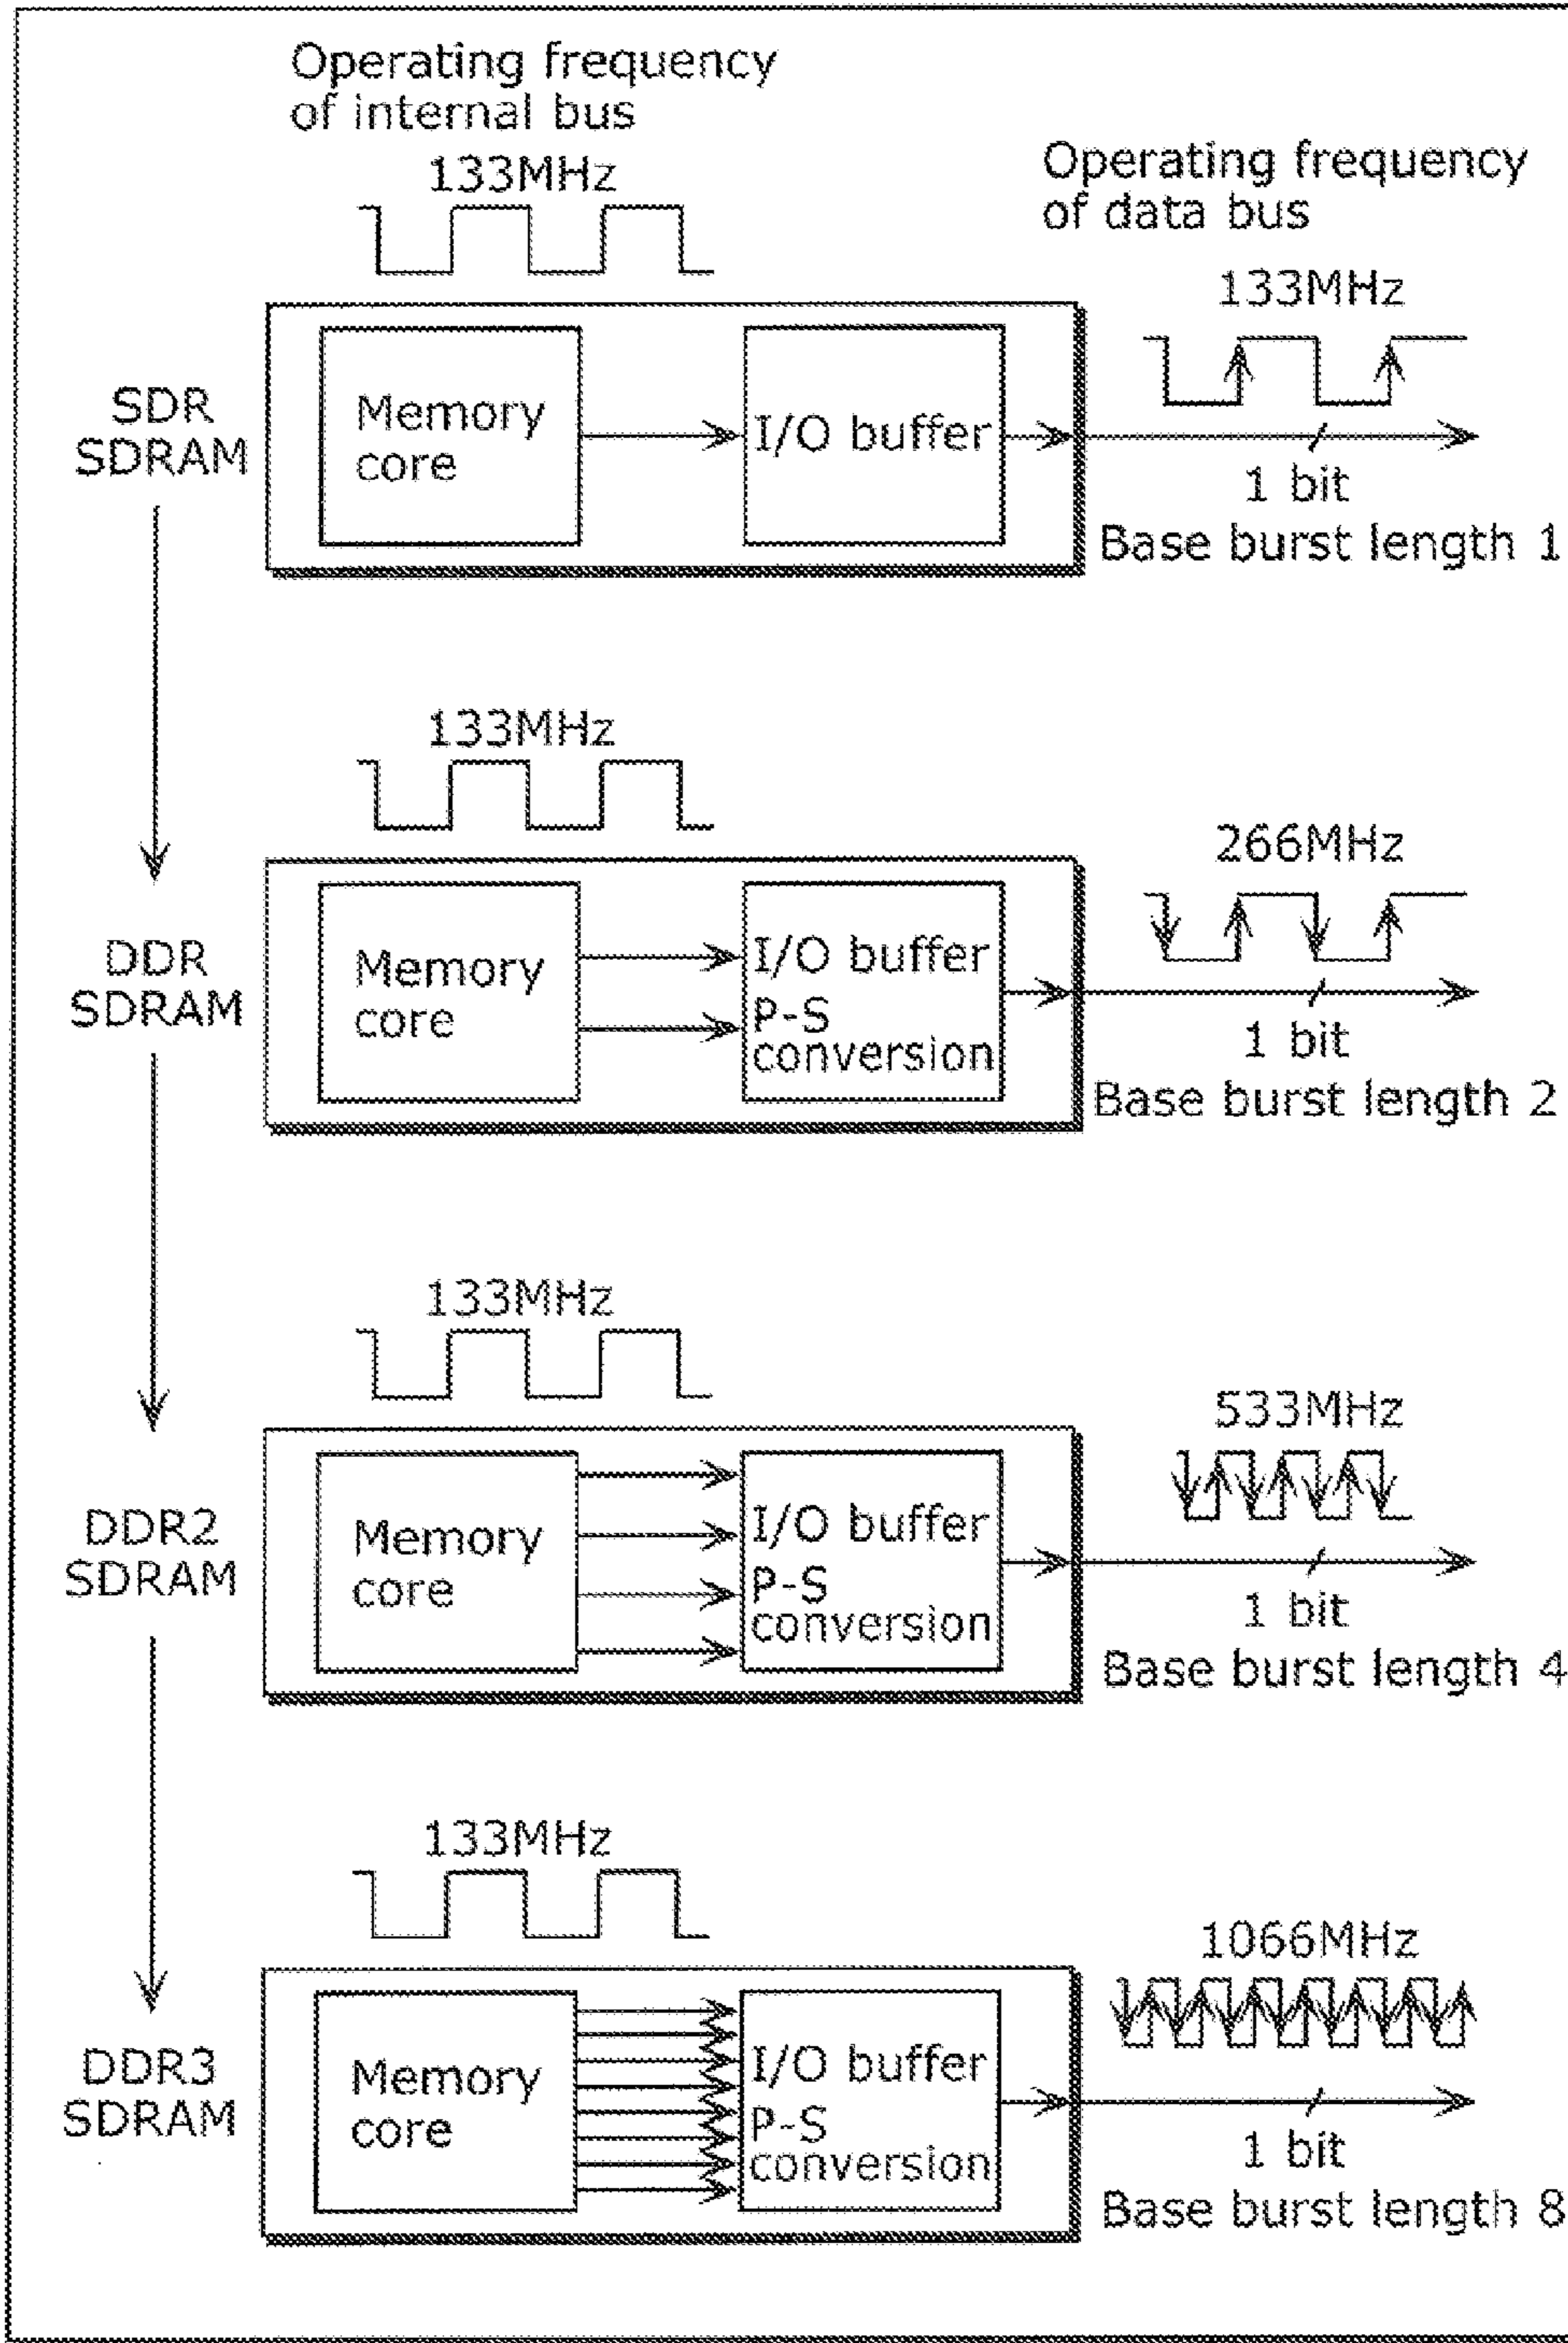 Operating frequency
of internal bus
133MHz
Operating frequency
of data bus
133MHz
SDR
SDRAM
Memory
core
I/O buffer
1 bit
Base burst length 1
133MHz
266MHz
DDR
SDRAM
Memory
core
I/O buffer
P-S
conversion
1 bit
Base burst length 2
133MHz
533MHz
DDR2
SDRAM
Memory
core
I/O buffer
P-S
conversion
1 bit
Base burst length 4
133MHz
1066MHz
DDR3
SDRAM
Memory
core
I/O buffer
P-S
conversion
1 bit
Base burst length 8